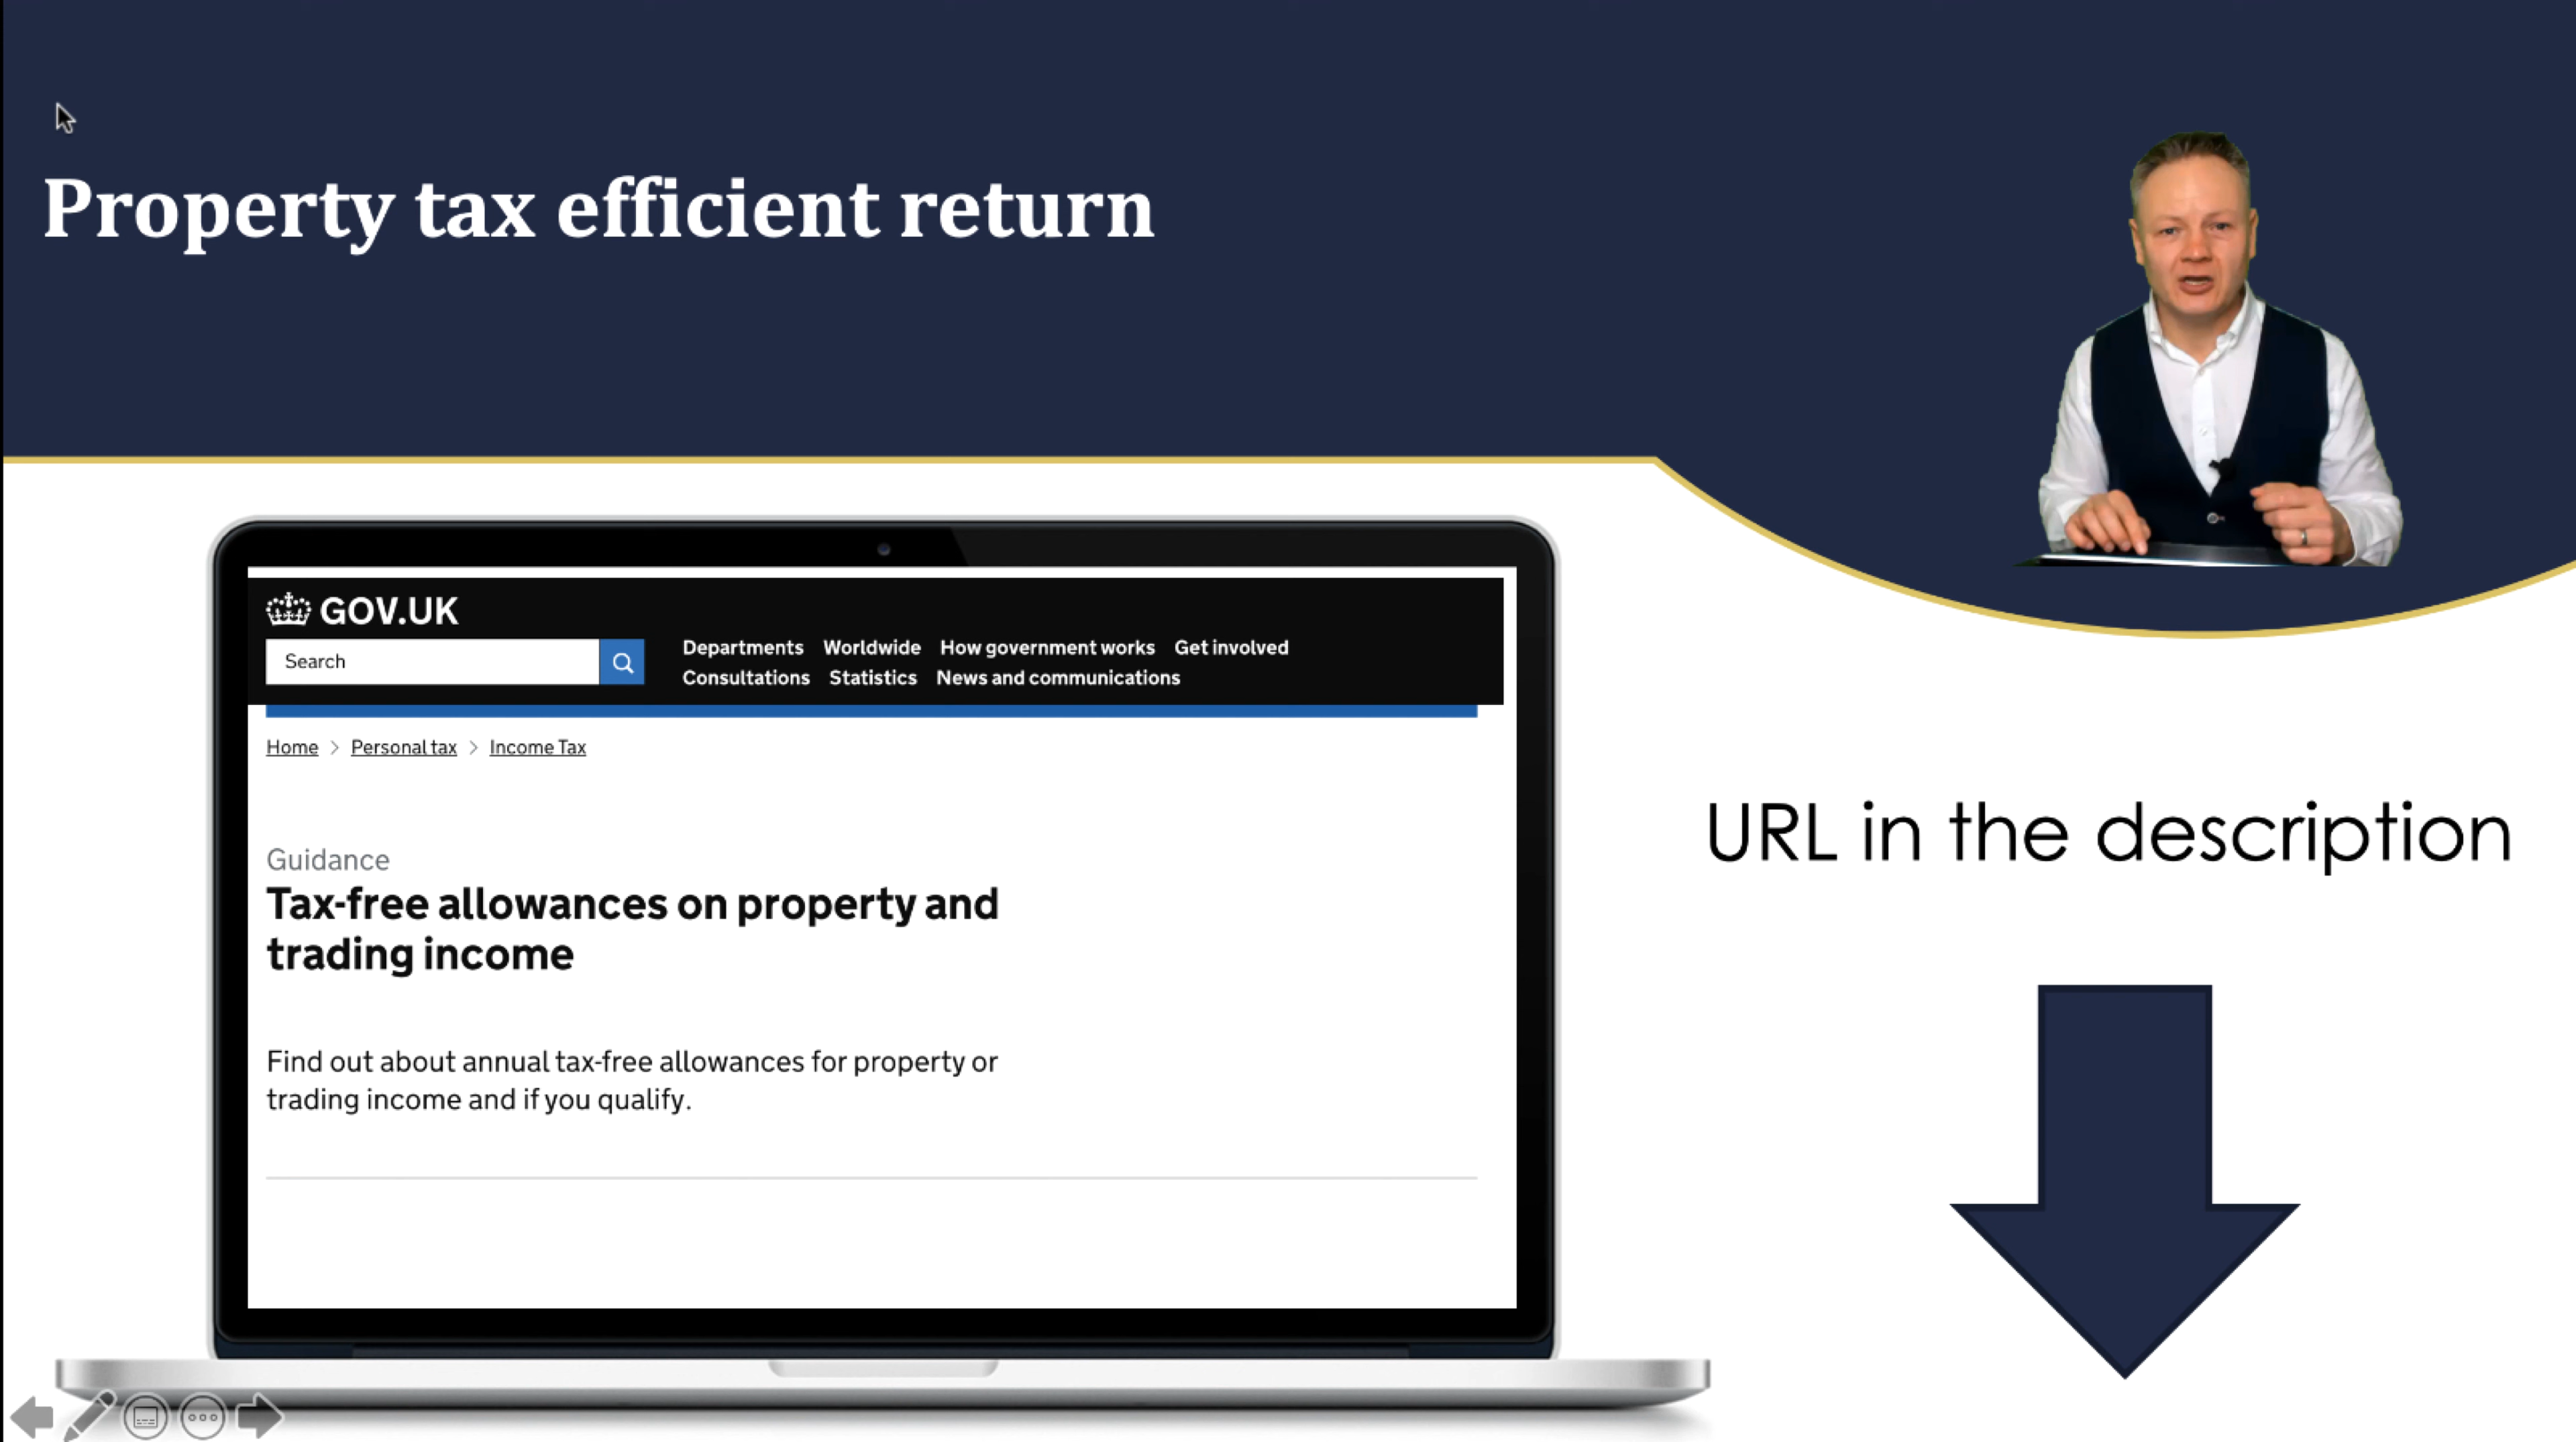 Property tax efficient return
GOV.UK
Search
Departments Worldwide How government works Get involved
Consultations Statistics News and communications
Home > Personal tax > Income Tax
Guidance
Tax-free allowances on property and
trading income
Find out about annual tax-free allowances for property or
trading income and if you qualify.
URL in the description